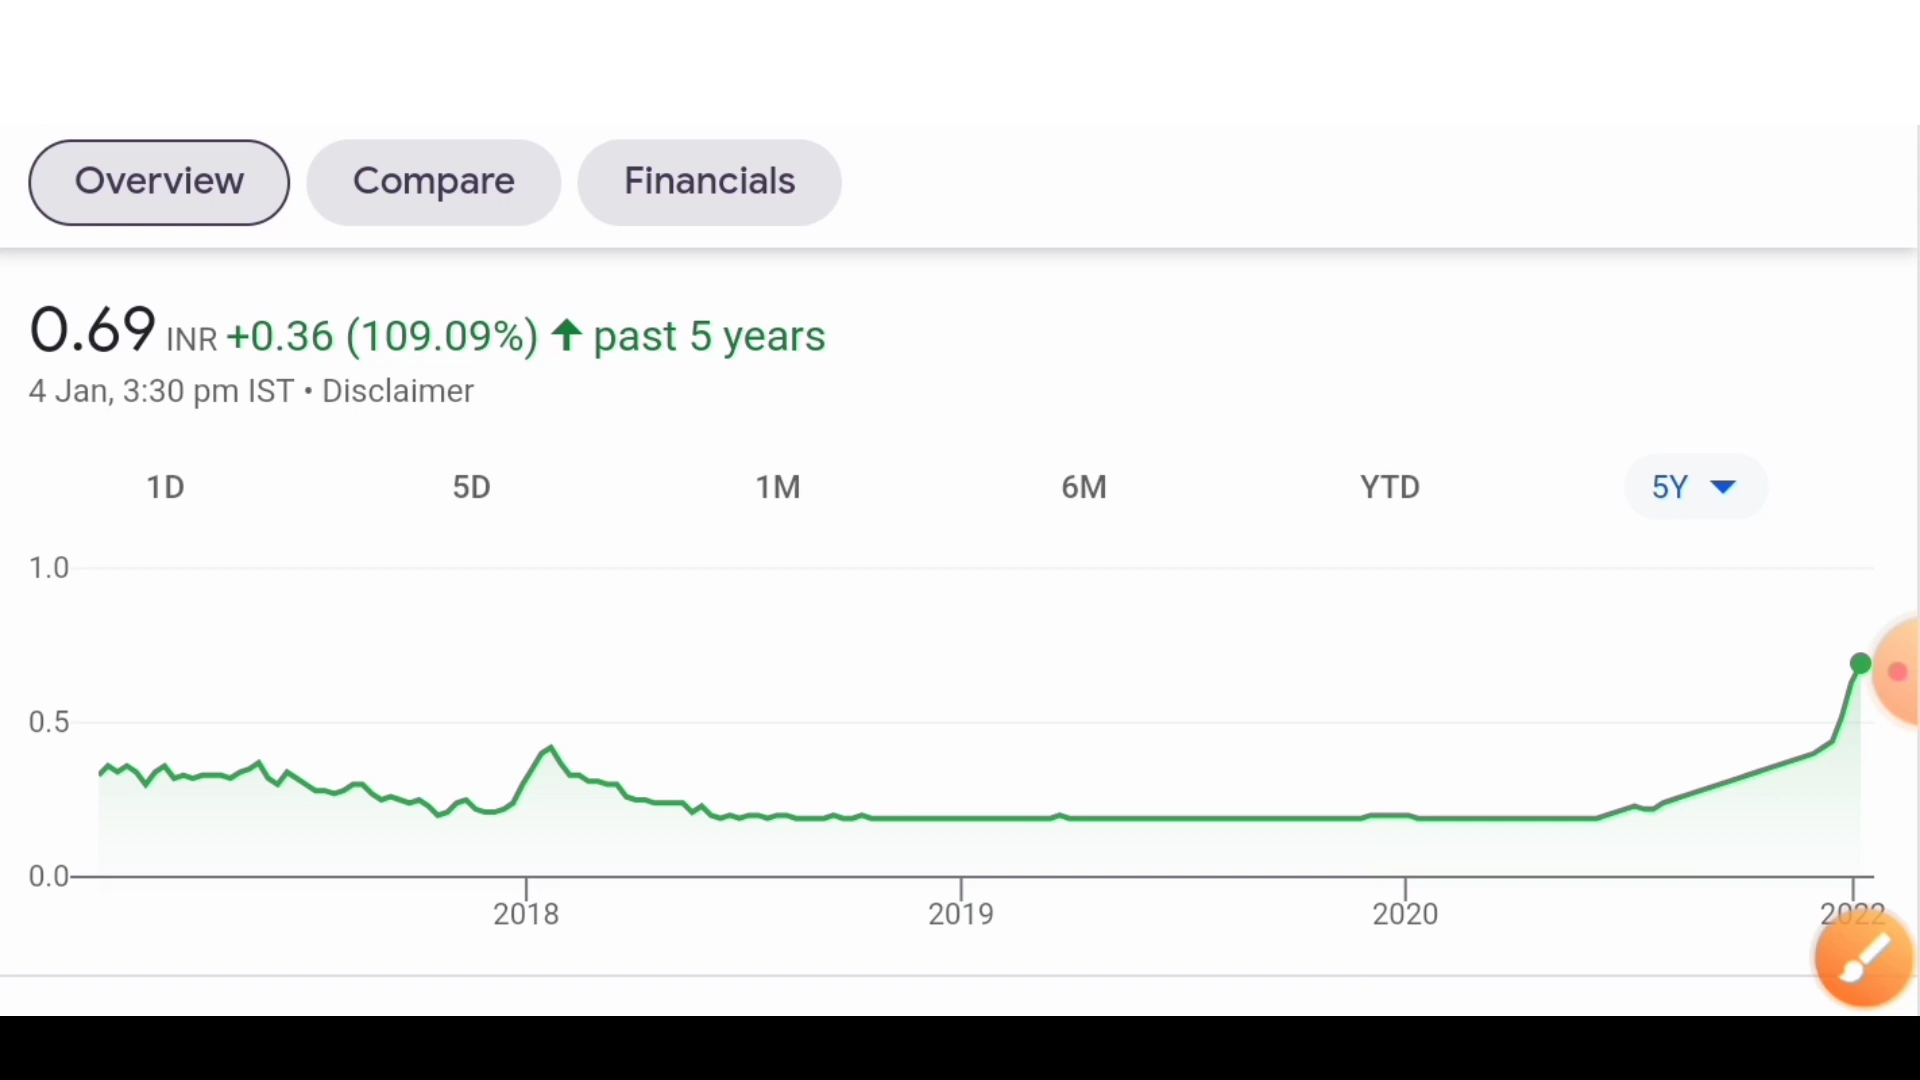 Overview Compare Financials
0.69 INR +0.36 (109.09%) ↑ past 5 years
4 Jan, 3:30 pm IST • Disclaimer
1D 5D 1M 6M YTD 5Y
1.0
0.5
0.0
2018 2019 2020 2022